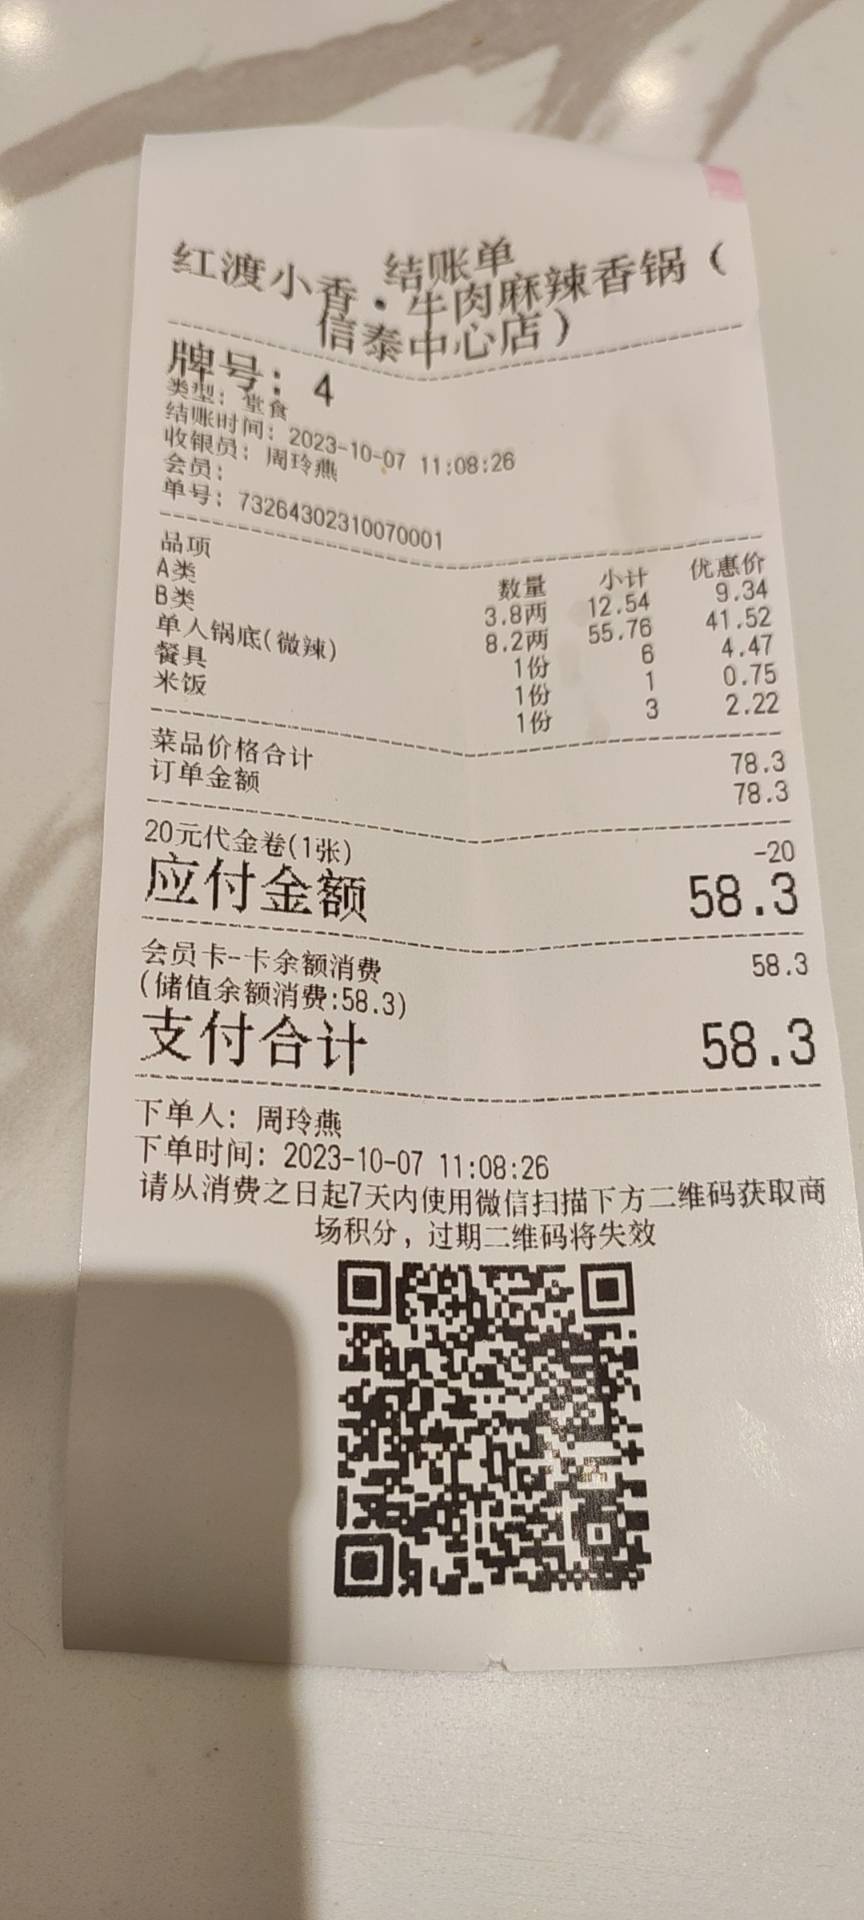 结账单
红渡小香·牛肉麻辣香锅（
信泰中心店）
牌号：4
类型：堂食
结账时间：2023-10-07 11:08:26
收银员：周玲燕
会员：
单号：73264302310070001
品项 数量 小计 优惠价
A类 3.8两 12.54 9.34
B类 8.2两 55.76 41.52
单人锅底(微辣) 1份 6 4.47
餐具 1份 1 0.75
米饭 1份 3 2.22
菜品价格合计 78.3
订单金额 78.3
20元代金卷(1张) -20
应付金额 58.3
会员卡-卡余额消费 58.3
(储值余额消费:58.3)
支付合计 58.3
下单人：周玲燕
下单时间：2023-10-07 11:08:26
请从消费之日起7天内使用微信扫描下方二维码获取商
场积分，过期二维码将失效